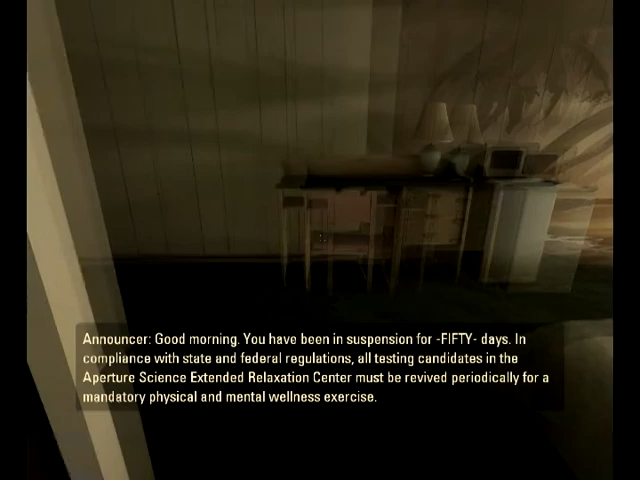 Announcer: Good morning. You have been in suspension for -FIFTY- days. In
compliance with state and federal regulations, all testing candidates in the
Aperture Science Extended Relaxation Center must be revived periodically for a
mandatory physical and mental wellness exercise.